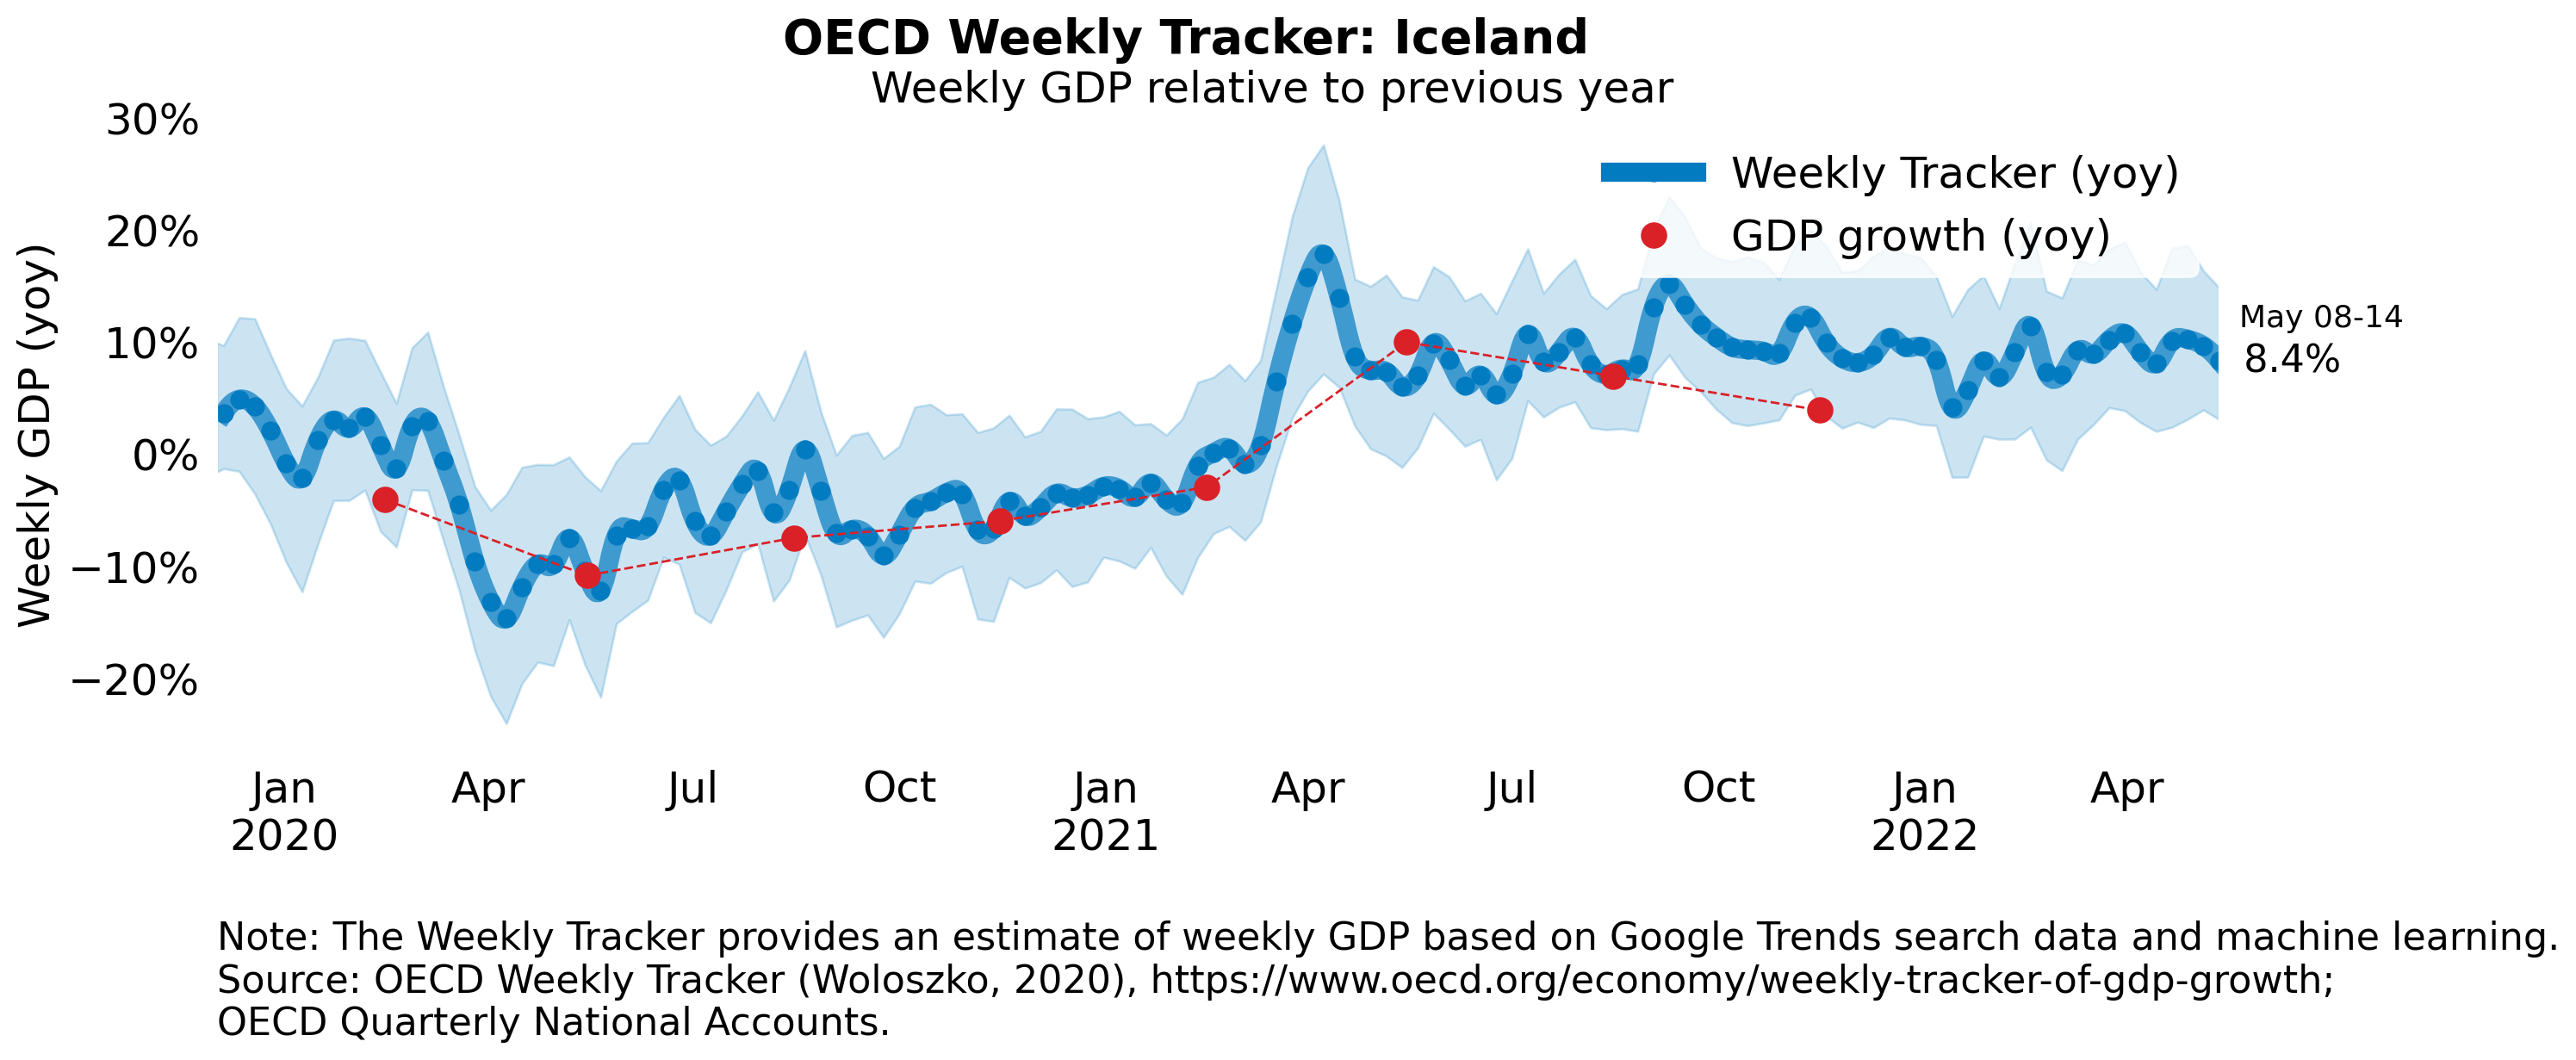 OECD Weekly Tracker: Iceland
Weekly GDP relative to previous year
Weekly GDP (yoy)
30%
20%
10%
0%
−10%
−20%
Weekly Tracker (yoy)
GDP growth (yoy)
May 08-14
8.4%
Jan Apr Jul Oct Jan Apr Jul Oct Jan Apr
2020 2021 2022
Note: The Weekly Tracker provides an estimate of weekly GDP based on Google Trends search data and machine learning.
Source: OECD Weekly Tracker (Woloszko, 2020), https://www.oecd.org/economy/weekly-tracker-of-gdp-growth;
OECD Quarterly National Accounts.